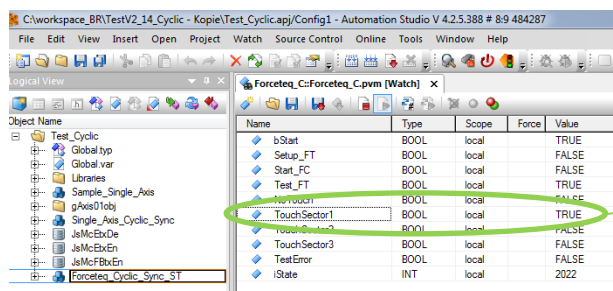 C:\workspace_BR\TestV2_14_Cyclic - Kopie\Test_Cyclic.apj/Config1 - Automation Studio V 4.2.5.388 # 8:9 484287
File Edit View Insert Open Project Watch Source Control Online Tools Window Help
Logical View
Forceteq_C::Forceteq_C.pvm [Watch]
Object Name
Test_Cyclic
Global.typ
Global.var
Libraries
Sample_Single_Axis
gAxis01obj
Single_Axis_Cyclic_Sync
JsMcEtxDe
JsMcEtxEn
JsMcFBtxEn
Forceteq_Cyclic_Sync_ST
Name Type Scope Force Value
bStart BOOL local TRUE
Setup_FT BOOL local FALSE
Start_FC BOOL local FALSE
Test_FT BOOL local TRUE
NoTouch BOOL local FALSE
TouchSector1 BOOL local TRUE
TouchSector2 BOOL local FALSE
TouchSector3 BOOL local FALSE
TestError BOOL local FALSE
iState INT local 2022